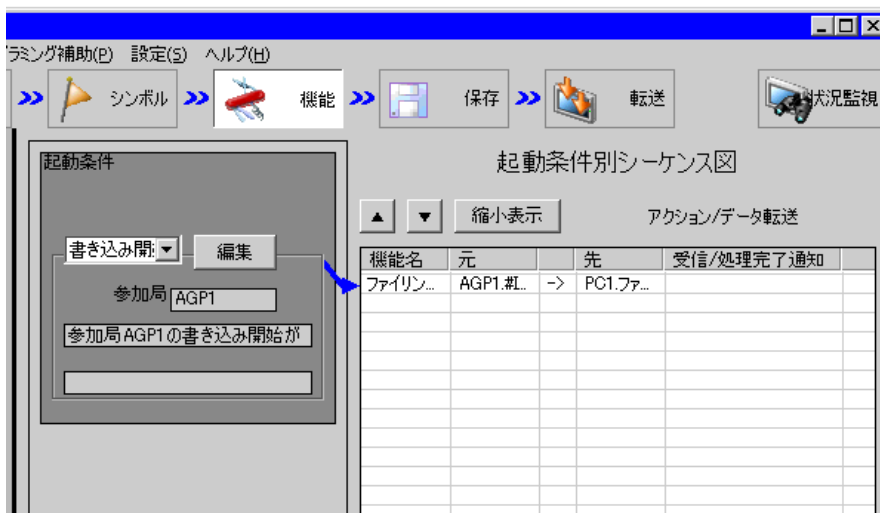 ラミング補助(P) 設定(S) ヘルプ(H)
シンボル 機能 保存 転送 状況監視
起動条件
起動条件別シーケンス図
縮小表示 アクション/データ転送
書き込み開 編集
参加局 AGP1
参加局AGP1の書き込み開始が
機能名 元 先 受信/処理完了通知
ファイリン... AGP1.#I... -> PC1.ファ...